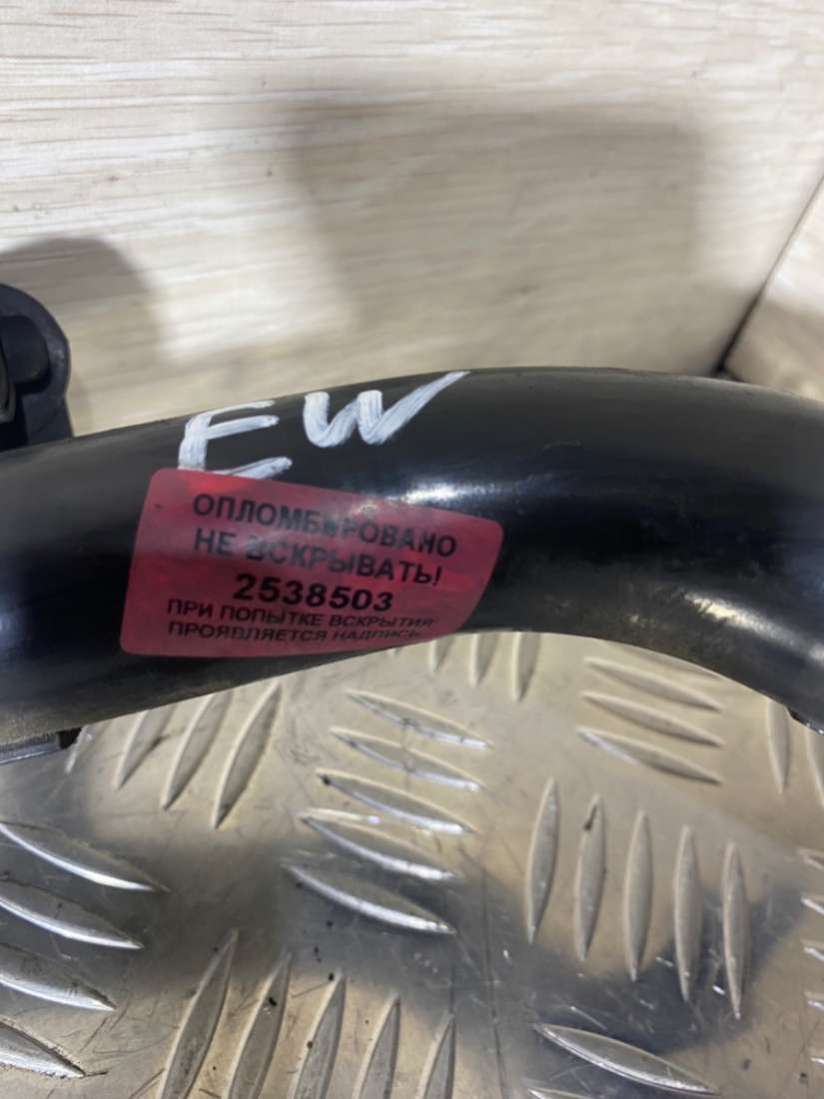 EW
ОПЛОМБИРОВАНО
НЕ ВСКРЫВАТЬ!
2538503
ПРИ ПОПЫТКЕ ВСКРЫТИЯ
ПРОЯВЛЯЕТСЯ НАДПИСЬ